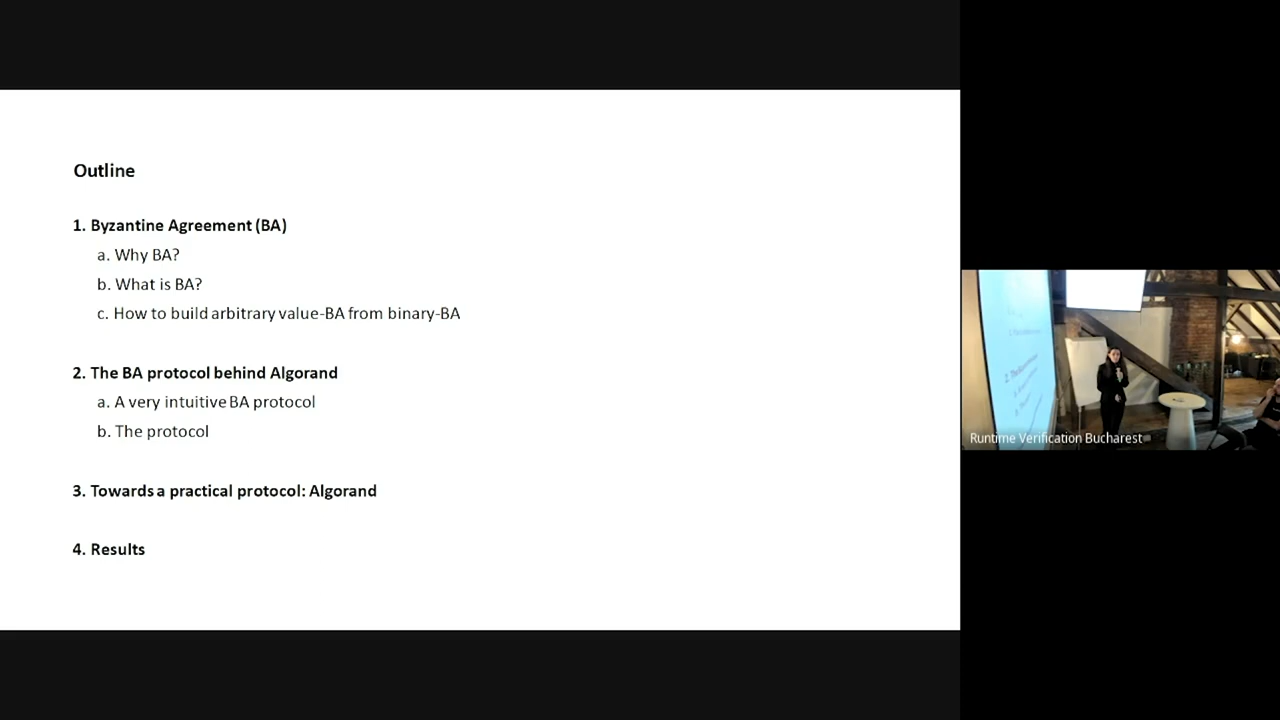 Outline
1. Byzantine Agreement (BA)
a. Why BA?
b. What is BA?
c. How to build arbitrary value-BA from binary-BA
2. The BA protocol behind Algorand
a. A very intuitive BA protocol
b. The protocol
3. Towards a practical protocol: Algorand
4. Results
Runtime Verification Bucharest